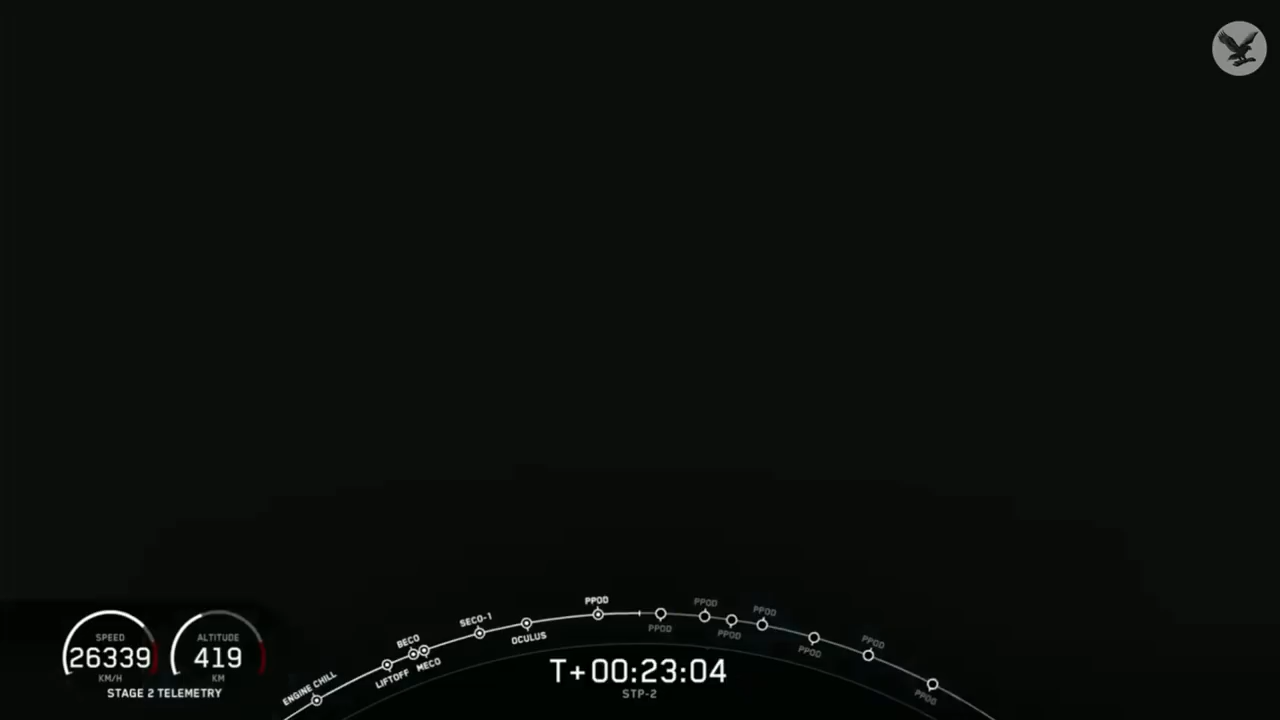 SPEED
26339
KM/H
ALTITUDE
419
KM
STAGE 2 TELEMETRY
ENGINE CHILL
LIFTOFF
BECO
MECO
SECO-1
OCULUS
PPOD
PPOD
PPOD
PPOD
PPOD
PPOD
PPOD
PPOD
T+00:23:04
STP-2